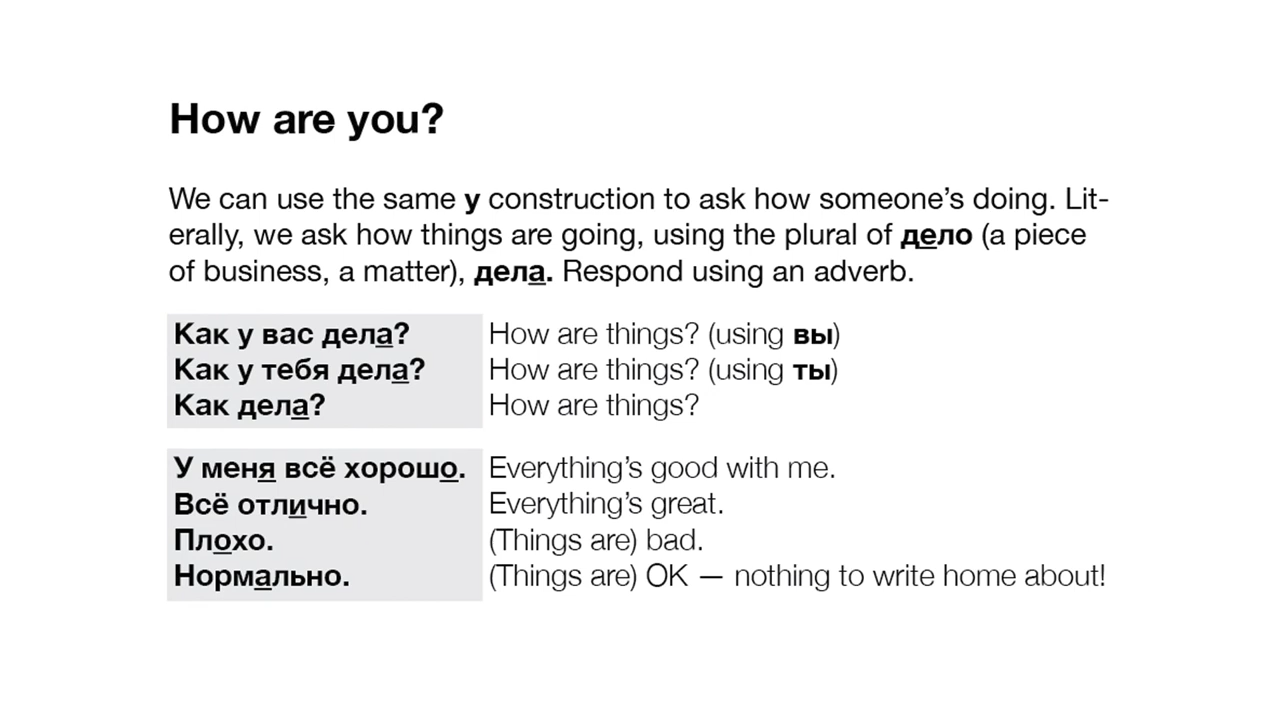 How are you?
We can use the same у construction to ask how someone’s doing. Lit-
erally, we ask how things are going, using the plural of дело (a piece
of business, a matter), дела. Respond using an adverb.
Как у вас дела? How are things? (using вы)
Как у тебя дела? How are things? (using ты)
Как дела? How are things?
У меня всё хорошо. Everything’s good with me.
Всё отлично. Everything’s great.
Плохо. (Things are) bad.
Нормально. (Things are) OK — nothing to write home about!